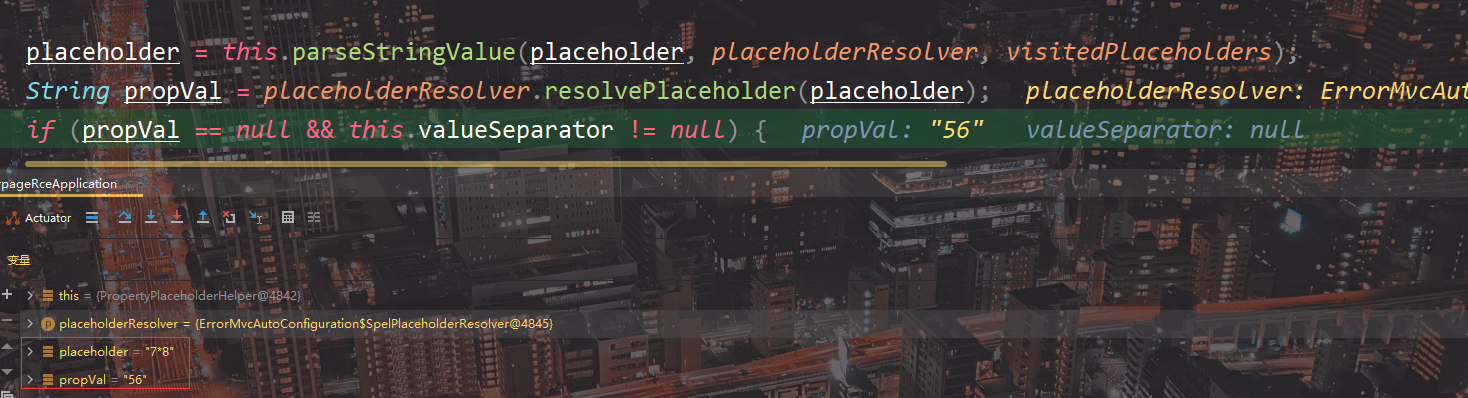 placeholder = this.parseStringValue(placeholder, placeholderResolver, visitedPlaceholders);
String propVal = placeholderResolver.resolvePlaceholder(placeholder); placeholderResolver: ErrorMvcAut
if (propVal == null && this.valueSeparator != null) { propVal: "56" valueSeparator: null
rpageRceApplication
Actuator
变量
this = {PropertyPlaceholderHelper@4842}
p placeholderResolver = {ErrorMvcAutoConfiguration$SpelPlaceholderResolver@4845}
placeholder = "7*8"
propVal = "56"